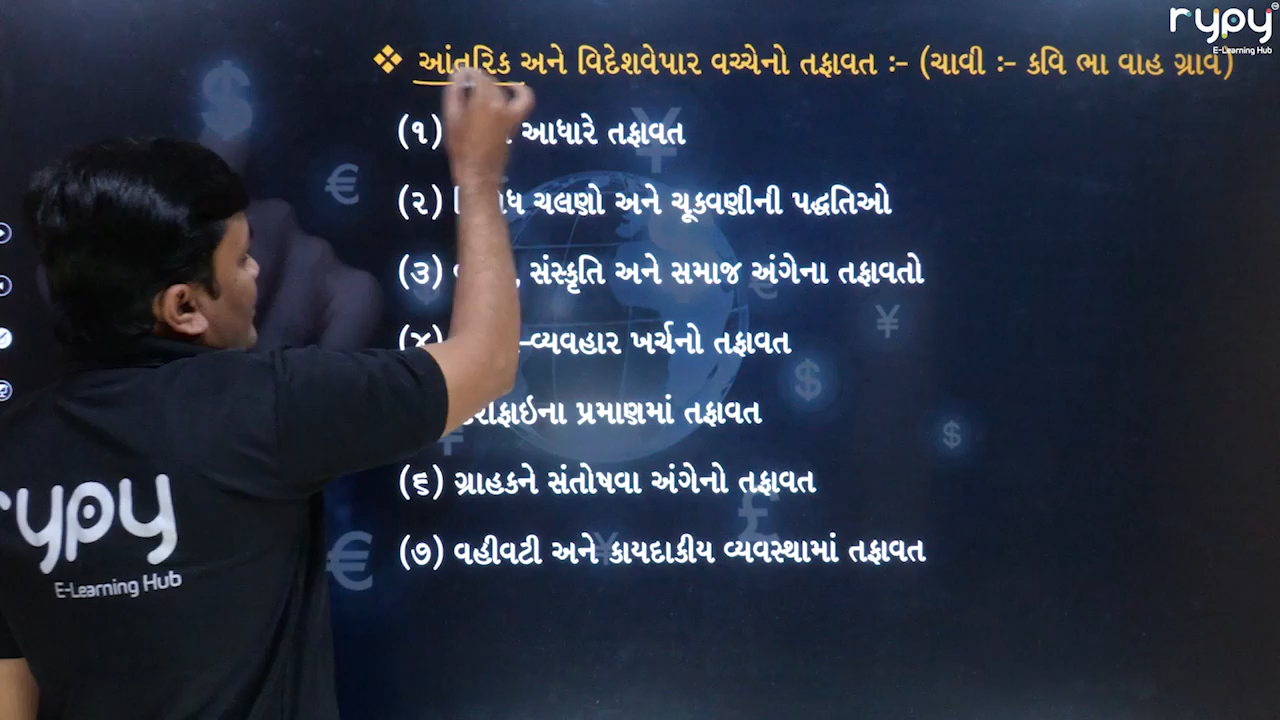 rypy
E-Learning Hub
❖ આંતરિક અને વિદેશવેપાર વચ્ચેનો તફાવત :- (ચાવી :- કવિ ભા વાહ ગ્રાવ)
(૧) આધારે તફાવત
(૨) ચલણો અને ચૂકવણીની પદ્ધતિઓ
(૩) સંસ્કૃતિ અને સમાજ અંગેના તફાવતો
(૪) -વ્યવહાર ખર્ચનો તફાવત
પ્રમાણમાં તફાવત
(૬) ગ્રાહકને સંતોષવા અંગેનો તફાવત
(૭) વહીવટી અને કાયદાકીય વ્યવસ્થામાં તફાવત
rypy
E-Learning Hub